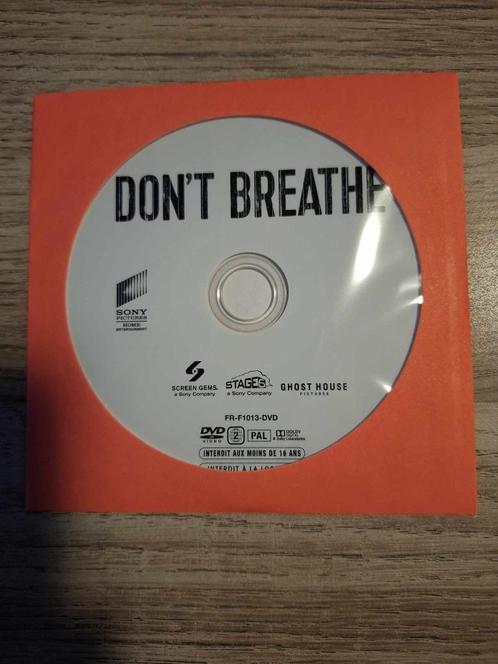 DON'T BREATHE
SONY
PICTURES
HOME
ENTERTAINMENT
SCREEN GEMS
a Sony Company
STAGE 6
a Sony Company
GHOST HOUSE
PICTURES
FR-F1013-DVD
DVD
VIDEO
2
PAL
DOLBY
DIGITAL
INTERDIT AUX MOINS DE 16 ANS
INTERDIT À LA